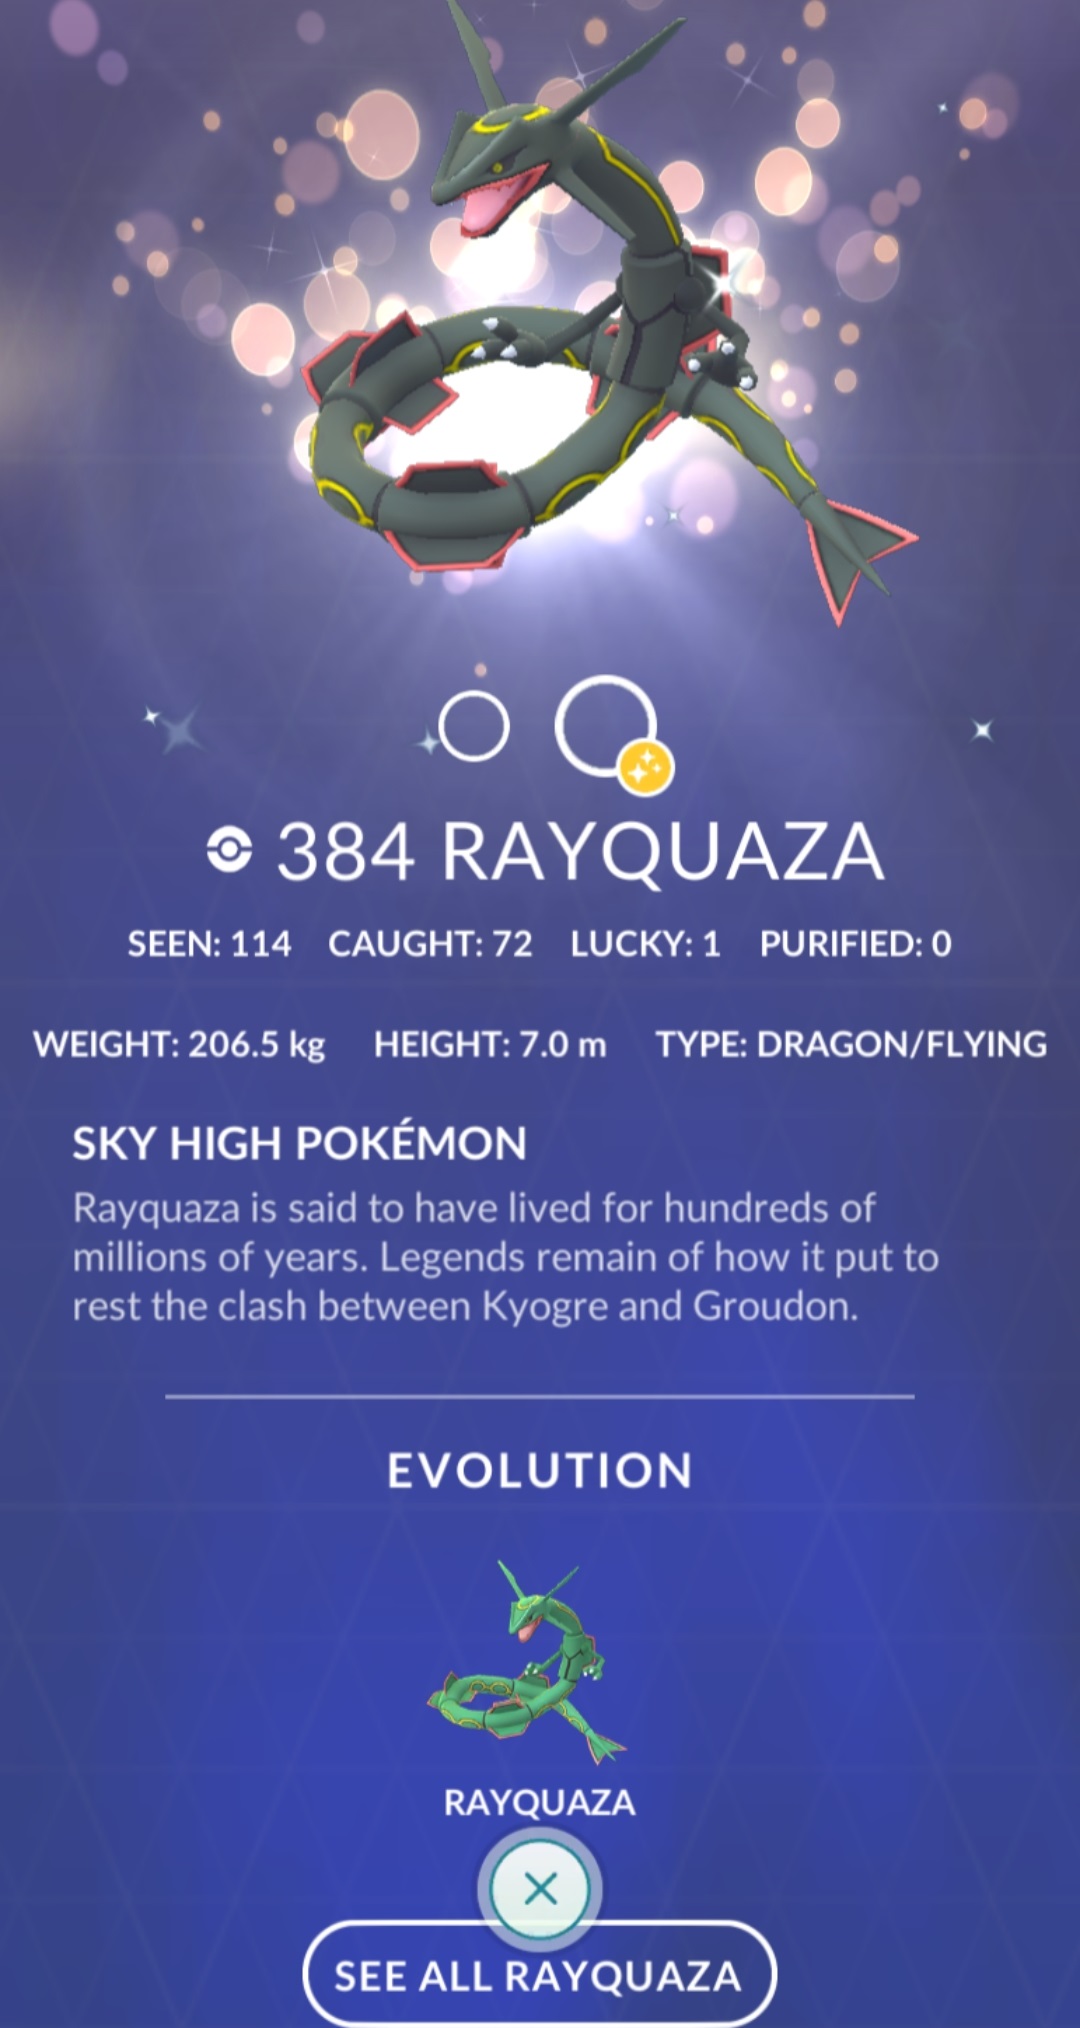 384 RAYQUAZA
SEEN: 114 CAUGHT: 72 LUCKY: 1 PURIFIED: 0
WEIGHT: 206.5 kg HEIGHT: 7.0 m TYPE: DRAGON/FLYING
SKY HIGH POKÉMON
Rayquaza is said to have lived for hundreds of
millions of years. Legends remain of how it put to
rest the clash between Kyogre and Groudon.
EVOLUTION
RAYQUAZA
SEE ALL RAYQUAZA